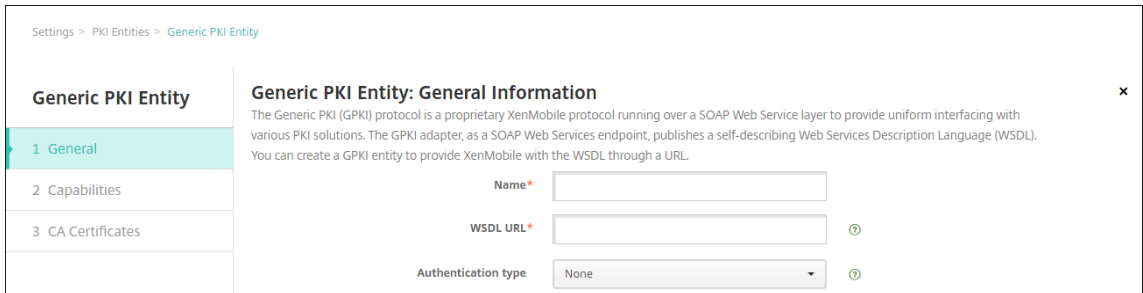 Settings > PKI Entities > Generic PKI Entity
Generic PKI Entity
1 General
2 Capabilities
3 CA Certificates
Generic PKI Entity: General Information
The Generic PKI (GPKI) protocol is a proprietary XenMobile protocol running over a SOAP Web Service layer to provide uniform interfacing with
various PKI solutions. The GPKI adapter, as a SOAP Web Services endpoint, publishes a self-describing Web Services Description Language (WSDL).
You can create a GPKI entity to provide XenMobile with the WSDL through a URL.
Name*
WSDL URL*
Authentication type None